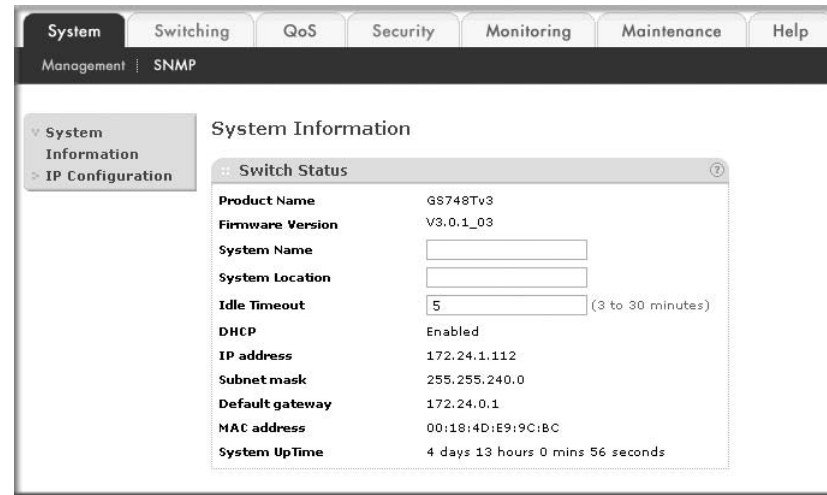 System Switching QoS Security Monitoring Maintenance Help
Management SNMP
System
Information
IP Configuration
System Information
Switch Status ?
Product Name GS748Tv3
Firmware Version V3.0.1_03
System Name
System Location
Idle Timeout 5 (3 to 30 minutes)
DHCP Enabled
IP address 172.24.1.112
Subnet mask 255.255.240.0
Default gateway 172.24.0.1
MAC address 00:18:4D:E9:9C:BC
System UpTime 4 days 13 hours 0 mins 56 seconds